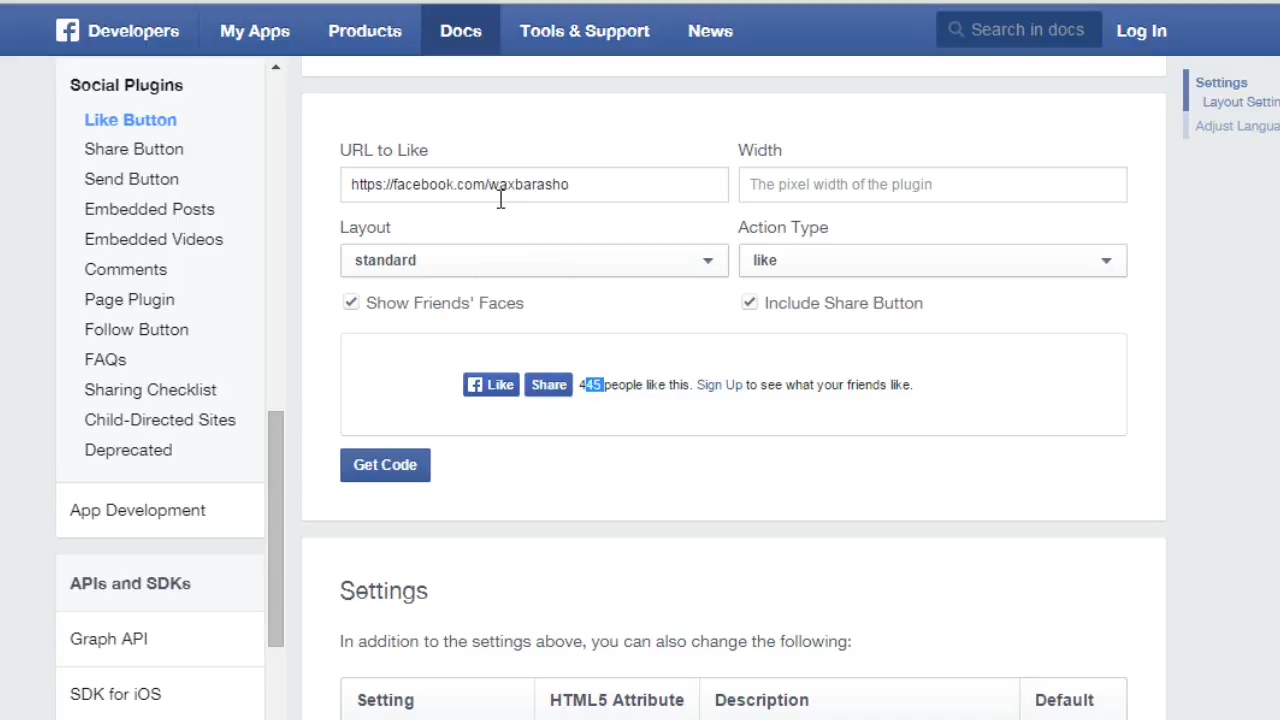 Developers My Apps Products Docs Tools & Support News Search in docs Log In
Social Plugins
Like Button
Share Button
Send Button
Embedded Posts
Embedded Videos
Comments
Page Plugin
Follow Button
FAQs
Sharing Checklist
Child-Directed Sites
Deprecated
App Development
APIs and SDKs
Graph API
SDK for iOS
URL to Like Width
https://facebook.com/waxbarasho The pixel width of the plugin
Layout Action Type
standard like
Show Friends' Faces Include Share Button
Like Share 445 people like this. Sign Up to see what your friends like.
Get Code
Settings
In addition to the settings above, you can also change the following:
Setting HTML5 Attribute Description Default
Settings
Layout Settin
Adjust Langua